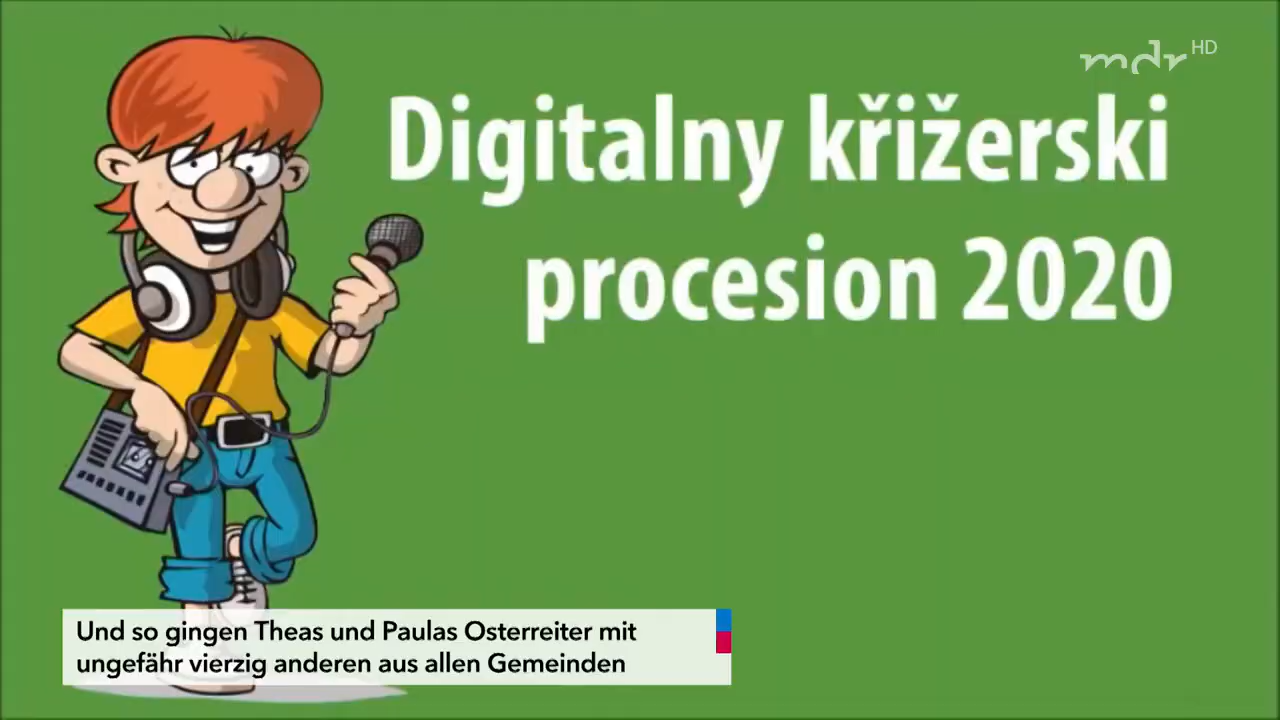 mdr HD
Digitalny křižerski
procesion 2020
Und so gingen Theas und Paulas Osterreiter mit
ungefähr vierzig anderen aus allen Gemeinden